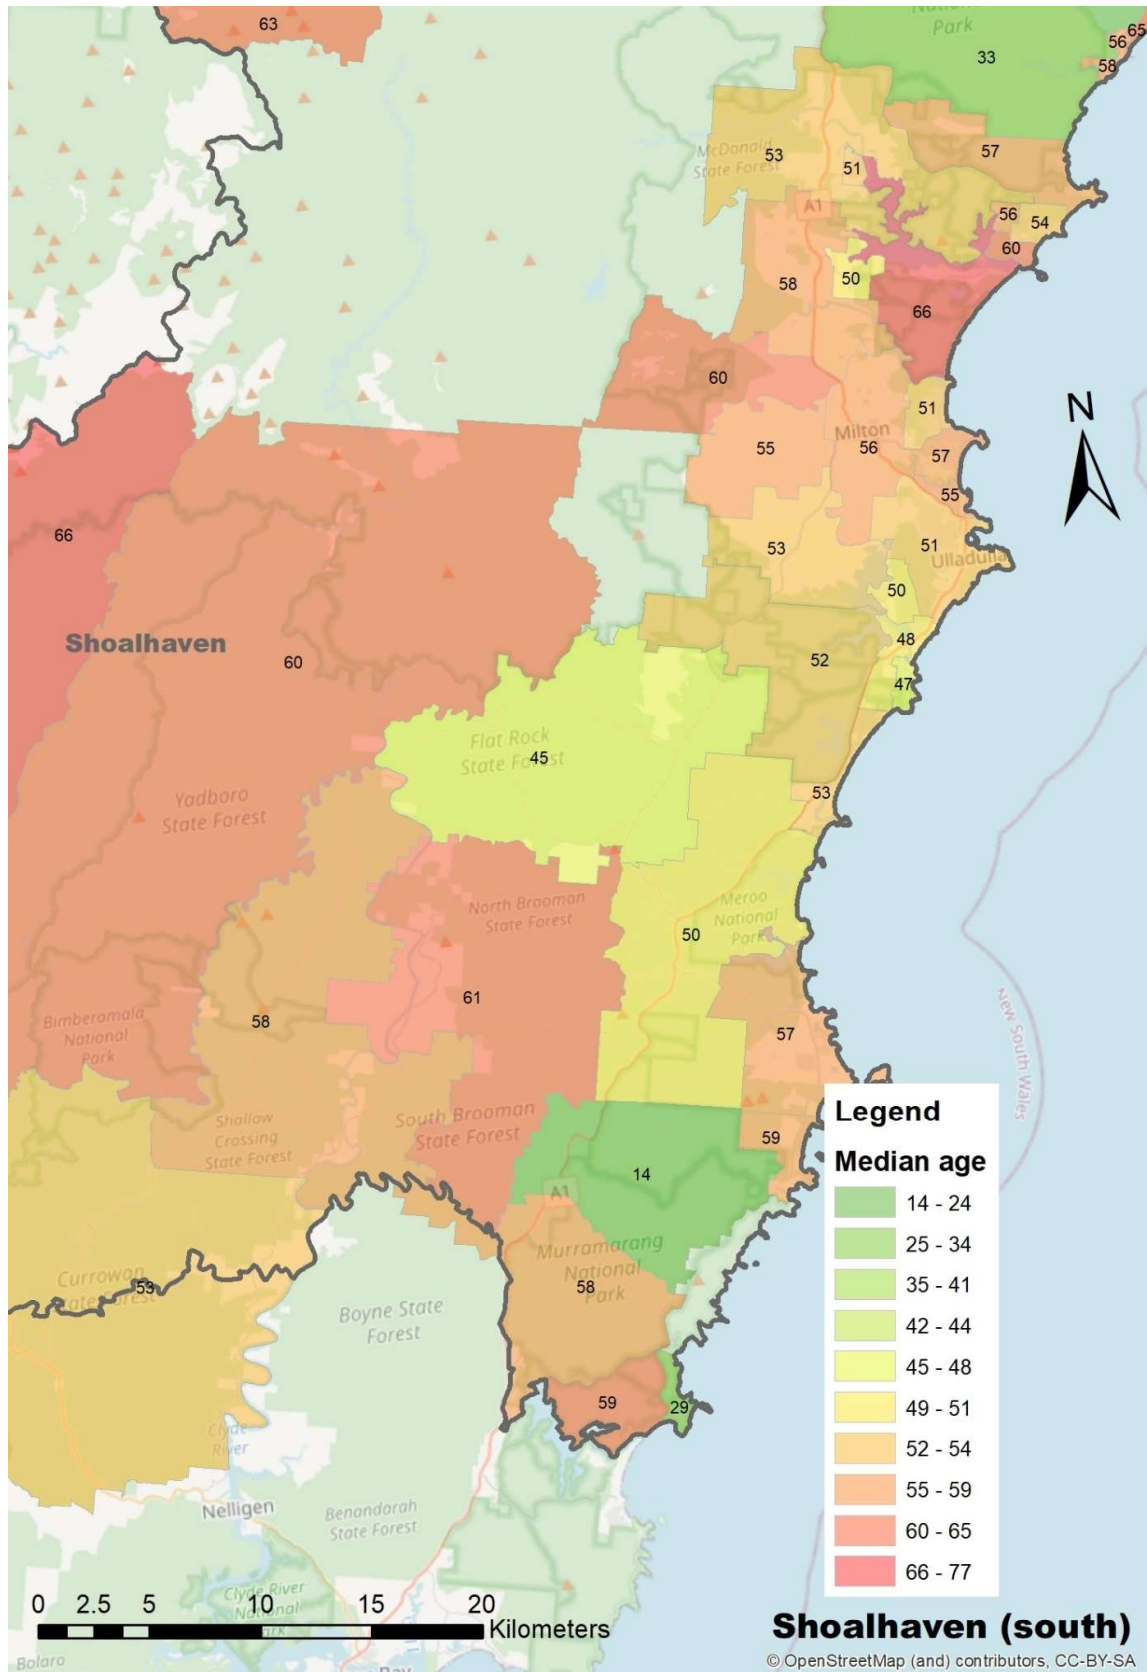 National
Park
63
33
56
65
58
McDonald
State Forest
53
51
57
A1
56
54
60
58
50
66
60
51
N
Milton
55
56
57
55
66
53
51
Ulladulla
50
48
Shoalhaven
60
52
47
Flat Rock
State Forest
45
53
Yadboro
State Forest
North Brooman
State Forest
Meroo
National
Park
50
61
58
Bimberamala
National
Park
57
New South Wales
Shallow
Crossing
State Forest
South Brooman
State Forest
59
14
A1
Murramarang
National
Park
58
Currowan
State Forest
53
Boyne State
Forest
59
29
Clyde
River
Nelligen
Benandarah
State Forest
Clyde River
National
Park
Bolaro
Bay
Legend
Median age
14 - 24
25 - 34
35 - 41
42 - 44
45 - 48
49 - 51
52 - 54
55 - 59
60 - 65
66 - 77
0 2.5 5 10 15 20
Kilometers
Shoalhaven (south)
© OpenStreetMap (and) contributors, CC-BY-SA